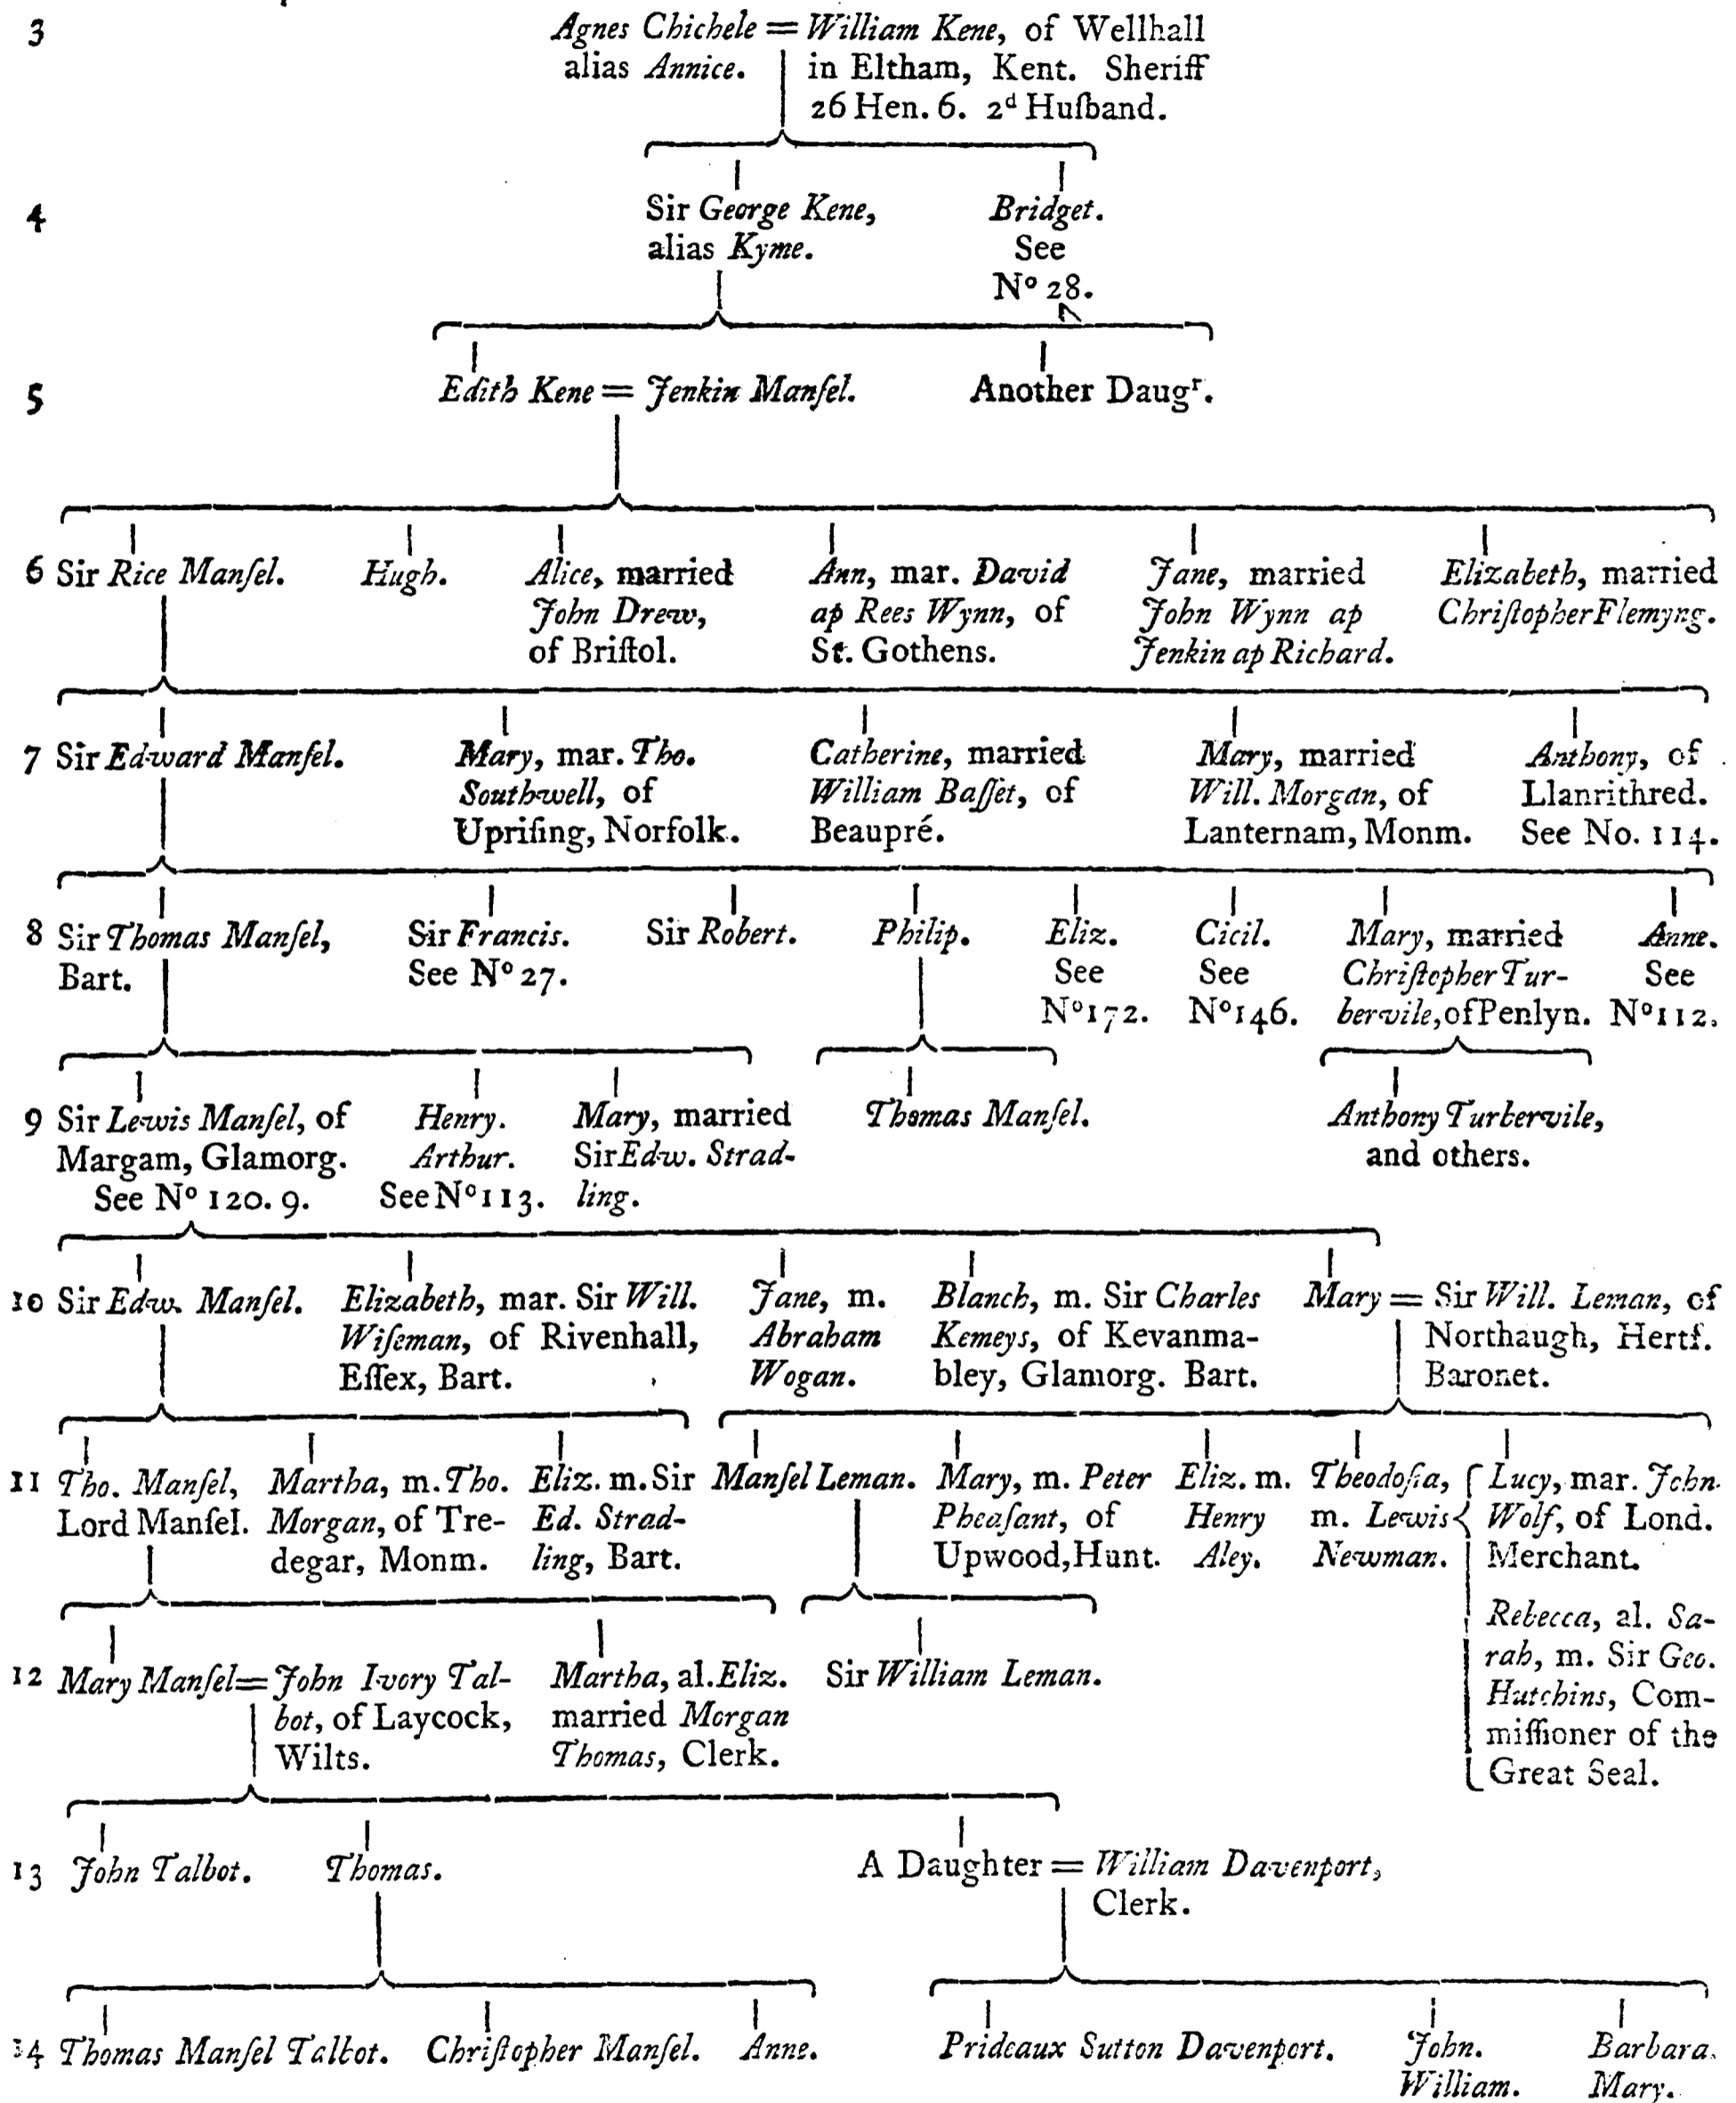 3
Agnes Chichele = William Kene, of Wellhall
alias Annice.
in Eltham, Kent. Sheriff
26 Hen. 6. 2d Huſband.
4
Sir George Kene,
alias Kyme.
Bridget.
See
No 28.
5
Edith Kene = Jenkin Manſel.
Another Daugr.
6
Sir Rice Manſel.
Hugh.
Alice, married
John Drew,
of Briſtol.
Ann, mar. David
ap Rees Wynn, of
St. Gothens.
Jane, married
John Wynn ap
Jenkin ap Richard.
Elizabeth, married
Chriſtopher Flemyng.
7
Sir Edward Manſel.
Mary, mar. Tho.
Southwell, of
Upriſing, Norfolk.
Catherine, married
William Baſſet, of
Beaupré.
Mary, married
Will. Morgan, of
Lanternam, Monm.
Anthony, of
Llanrithred.
See No. 114.
8
Sir Thomas Manſel,
Bart.
Sir Francis.
See No 27.
Sir Robert.
Philip.
Eliz.
See
No 172.
Cicil.
See
No 146.
Mary, married
Chriſtopher Tur-
bervile, of Penlyn.
Anne.
See
No 112.
9
Sir Lewis Manſel, of
Margam, Glamorg.
See No 120. 9.
Henry.
Arthur.
See No 113.
Mary, married
Sir Edw. Strad-
ling.
Thomas Manſel.
Anthony Turbervile,
and others.
10
Sir Edw. Manſel.
Elizabeth, mar. Sir Will.
Wiſeman, of Rivenhall,
Eſſex, Bart.
Jane, m.
Abraham
Wogan.
Blanch, m. Sir Charles
Kemeys, of Kevanma-
bley, Glamorg. Bart.
Mary = Sir Will. Leman, of
Northaugh, Hertf.
Baronet.
11
Tho. Manſel,
Lord Manſel.
Martha, m. Tho.
Morgan, of Tre-
degar, Monm.
Eliz. m. Sir
Ed. Strad-
ling, Bart.
Manſel Leman.
Mary, m. Peter
Pheaſant, of
Upwood, Hunt.
Eliz. m.
Henry
Aley.
Theodoſia,
m. Lewis
Newman.
Lucy, mar. John
Wolf, of Lond.
Merchant.
Rebecca, al. Sa-
rah, m. Sir Geo.
Hutchins, Com-
miſſioner of the
Great Seal.
12
Mary Manſel = John Ivory Tal-
bot, of Laycock,
Wilts.
Martha, al. Eliz.
married Morgan
Thomas, Clerk.
Sir William Leman.
13
John Talbot.
Thomas.
A Daughter = William Davenport,
Clerk.
14
Thomas Manſel Talbot.
Chriſtopher Manſel.
Anne.
Prideaux Sutton Davenport.
John.
William.
Barbara.
Mary.